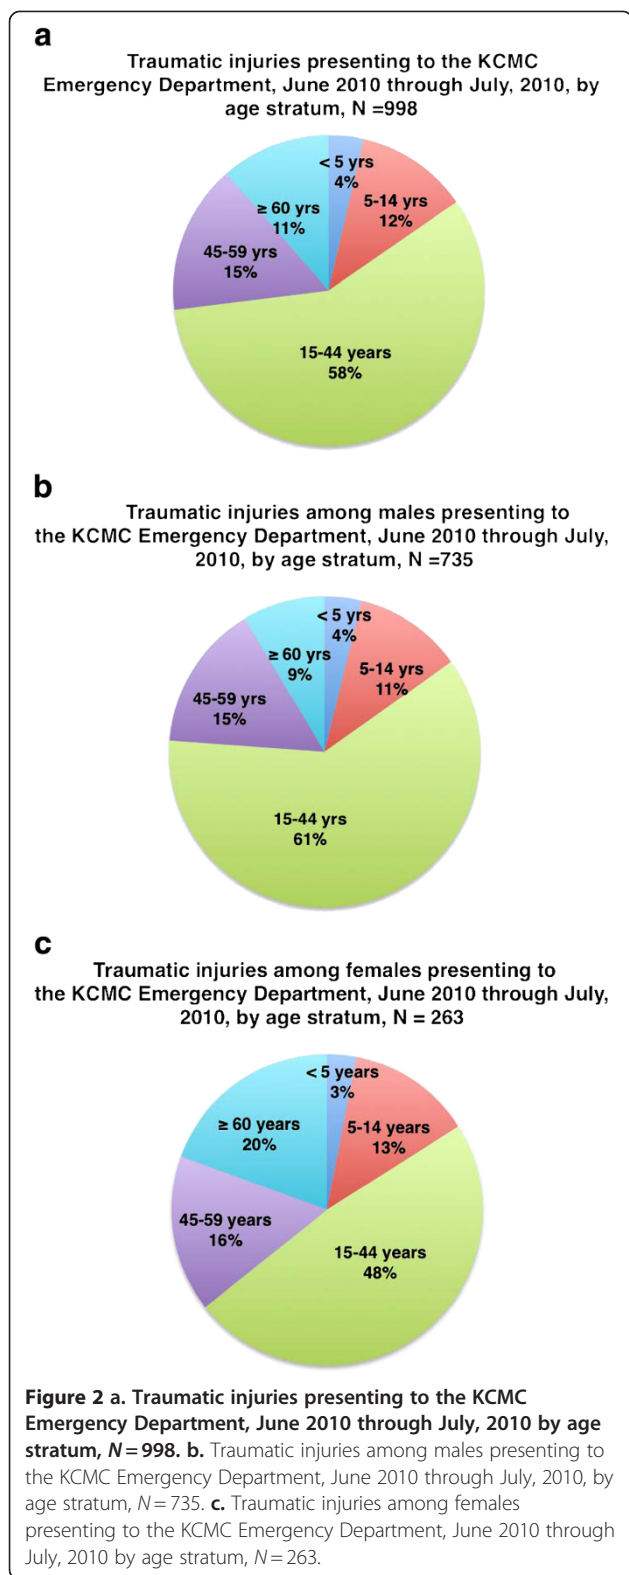 a
Traumatic injuries presenting to the KCMC
Emergency Department, June 2010 through July, 2010, by
age stratum, N =998
< 5 yrs
4%
5-14 yrs
12%
≥ 60 yrs
11%
45-59 yrs
15%
15-44 years
58%
b
Traumatic injuries among males presenting to
the KCMC Emergency Department, June 2010 through July,
2010, by age stratum, N =735
< 5 yrs
4%
≥ 60 yrs
9%
5-14 yrs
11%
45-59 yrs
15%
15-44 yrs
61%
c
Traumatic injuries among females presenting to
the KCMC Emergency Department, June 2010 through July,
2010, by age stratum, N = 263
< 5 years
3%
≥ 60 years
20%
5-14 years
13%
45-59 years
16%
15-44 years
48%
Figure 2 a. Traumatic injuries presenting to the KCMC
Emergency Department, June 2010 through July, 2010 by age
stratum, N = 998. b. Traumatic injuries among males presenting to
the KCMC Emergency Department, June 2010 through July, 2010, by
age stratum, N = 735. c. Traumatic injuries among females
presenting to the KCMC Emergency Department, June 2010 through
July, 2010 by age stratum, N = 263.